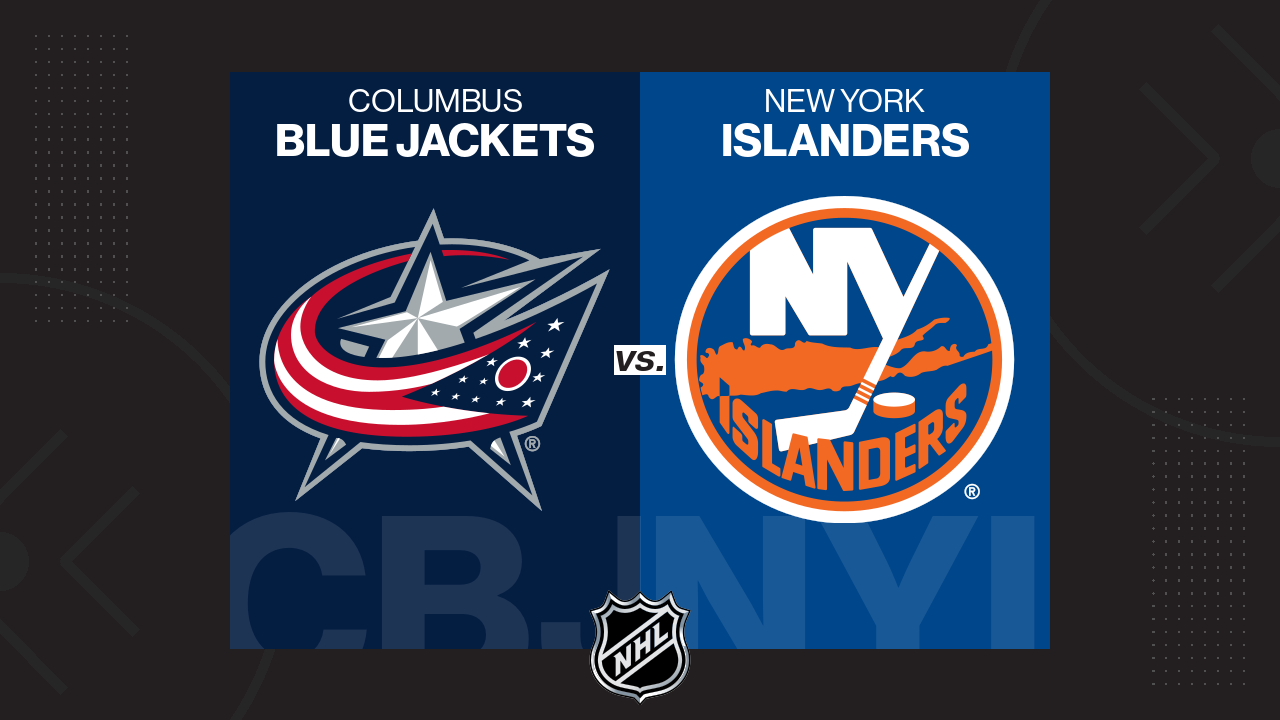 COLUMBUS
BLUE JACKETS
NEW YORK
ISLANDERS
®
VS.
NY
ISLANDERS
®
CBJ
NYI
NHL